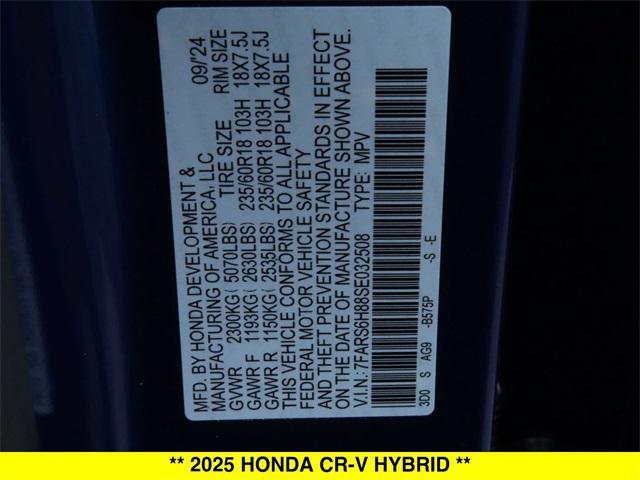 MFD. BY HONDA DEVELOPMENT & 09/'24
MANUFACTURING OF AMERICA, LLC
TIRE SIZE RIM SIZE
GVWR 2300KG( 5070LBS)
GAWR F 1193KG( 2630LBS) 235/60R18 103H 18X7.5J
GAWR R 1150KG( 2535LBS) 235/60R18 103H 18X7.5J
THIS VEHICLE CONFORMS TO ALL APPLICABLE
FEDERAL MOTOR VEHICLE SAFETY
AND THEFT PREVENTION STANDARDS IN EFFECT
ON THE DATE OF MANUFACTURE SHOWN ABOVE.
V.I.N.:7FARS6H88SE032508 TYPE: MPV
3D0 S AG9 -B575P -S -E
** 2025 HONDA CR-V HYBRID **